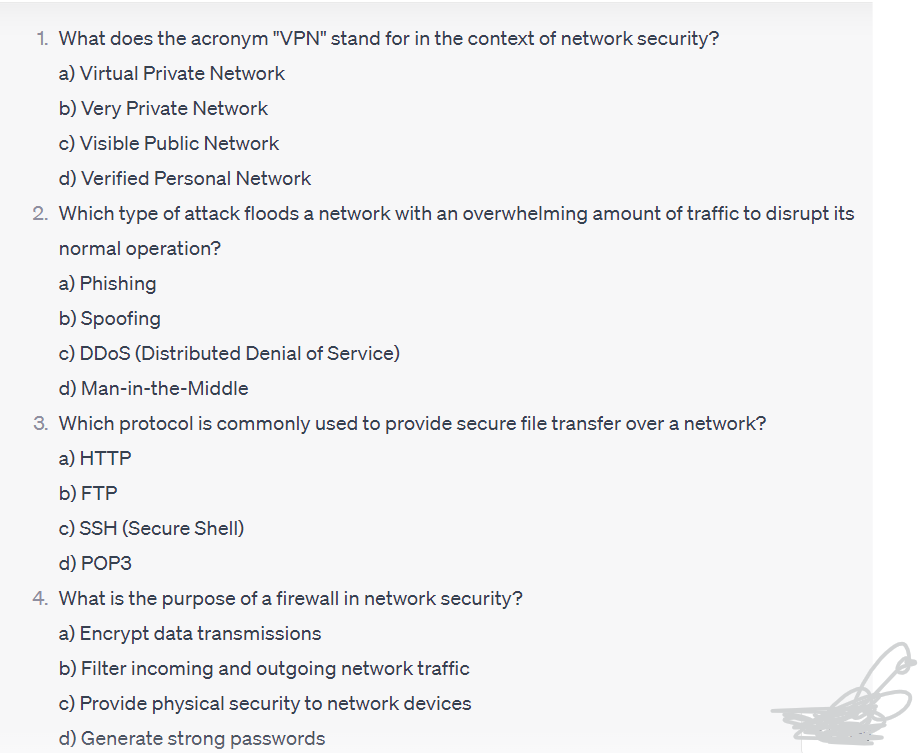 1. What does the acronym "VPN" stand for in the context of network security?
a) Virtual Private Network
b) Very Private Network
c) Visible Public Network
d) Verified Personal Network
2. Which type of attack floods a network with an overwhelming amount of traffic to disrupt its
normal operation?
a) Phishing
b) Spoofing
c) DDoS (Distributed Denial of Service)
d) Man-in-the-Middle
3. Which protocol is commonly used to provide secure file transfer over a network?
a) HTTP
b) FTP
c) SSH (Secure Shell)
d) POP3
4. What is the purpose of a firewall in network security?
a) Encrypt data transmissions
b) Filter incoming and outgoing network traffic
c) Provide physical security to network devices
d) Generate strong passwords